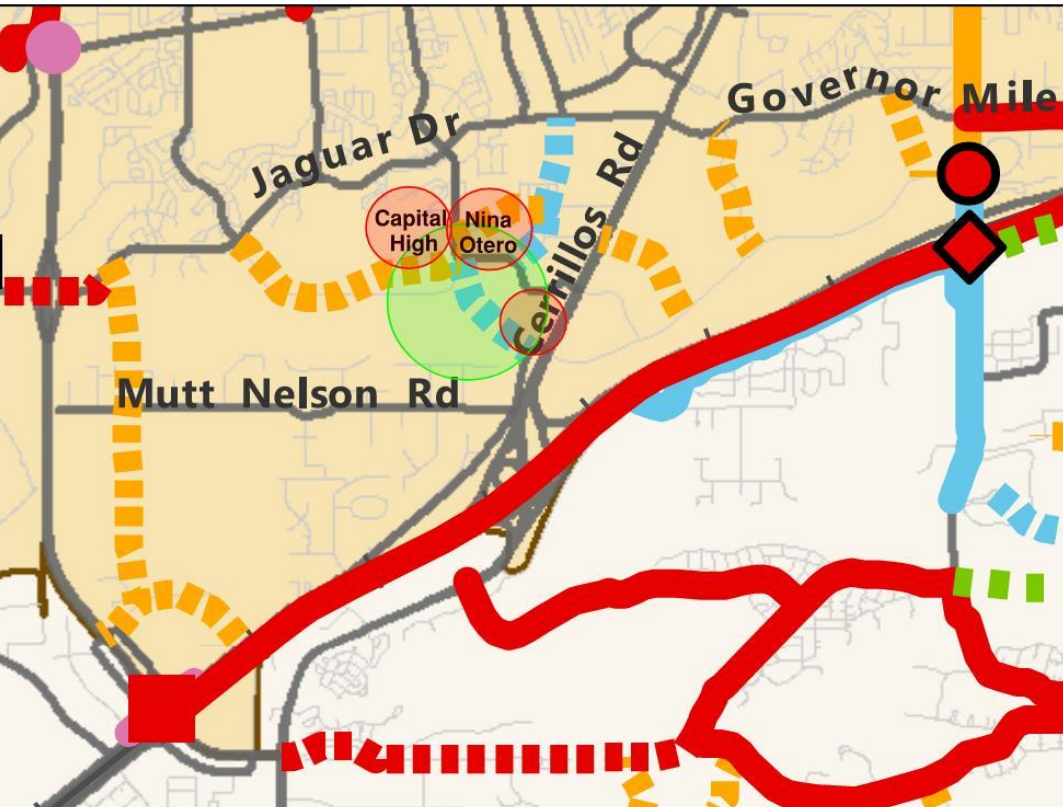 Governor Mile
Jaguar Dr
Cerrillos Rd
Capital
High
Nina
Otero
Mutt Nelson Rd